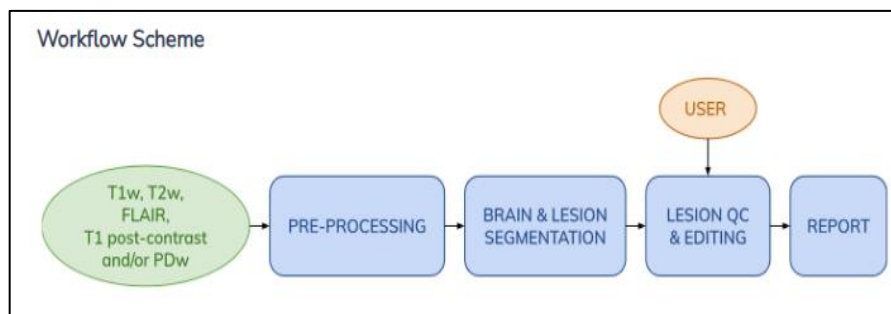 Workflow Scheme
USER
T1w, T2w,
FLAIR,
T1 post-contrast
and/or PDw
PRE-PROCESSING
BRAIN & LESION
SEGMENTATION
LESION QC
& EDITING
REPORT